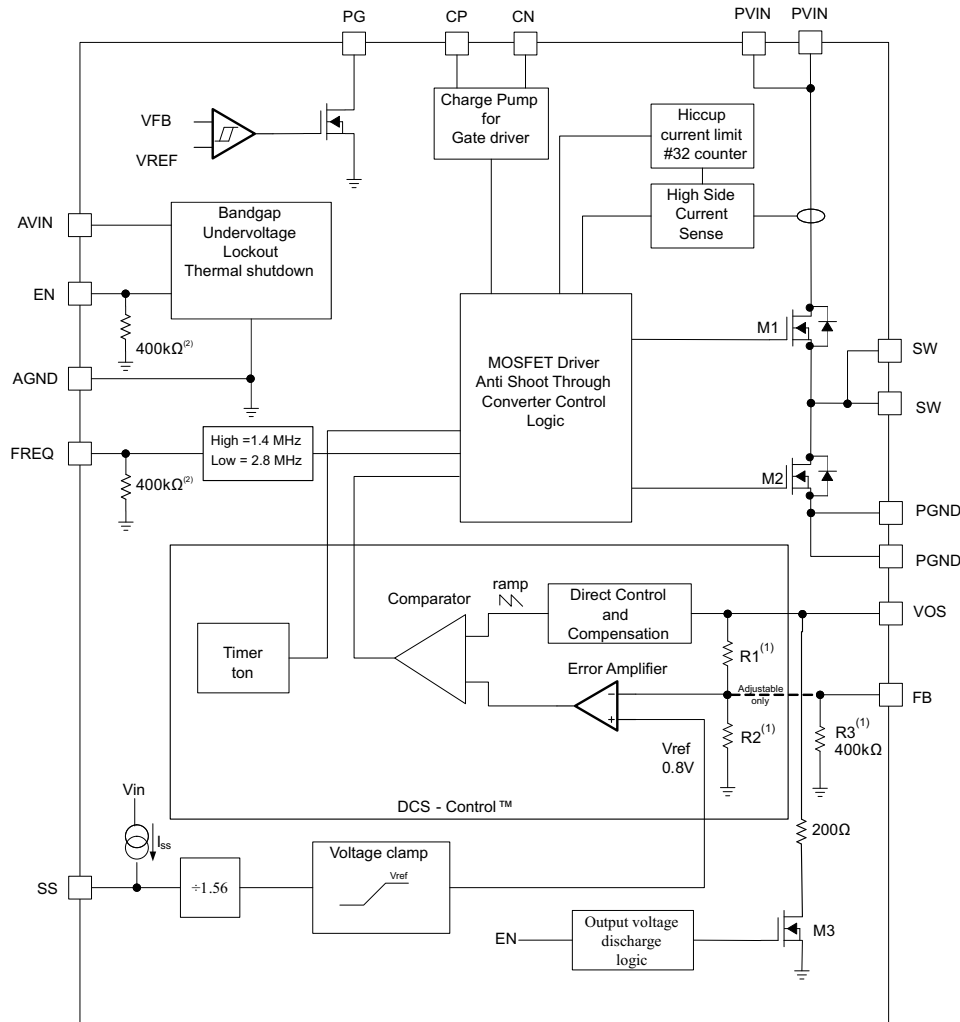 PG
CP
CN
PVIN
PVIN
VFB
VREF
Charge Pump
for
Gate driver
Hiccup
current limit
#32 counter
High Side
Current
Sense
AVIN
Bandgap
Undervoltage
Lockout
Thermal shutdown
EN
400kΩ(2)
AGND
MOSFET Driver
Anti Shoot Through
Converter Control
Logic
M1
SW
SW
FREQ
High =1.4 MHz
Low = 2.8 MHz
400kΩ(2)
M2
PGND
PGND
Comparator
ramp
Direct Control
and
Compensation
VOS
Timer
ton
R1(1)
Error Amplifier
−
+
Adjustable
only
FB
R2(1)
R3(1)
400kΩ
Vref
0.8V
DCS - Control™
200Ω
Vin
Iss
SS
÷1.56
Voltage clamp
Vref
EN
Output voltage
discharge
logic
M3